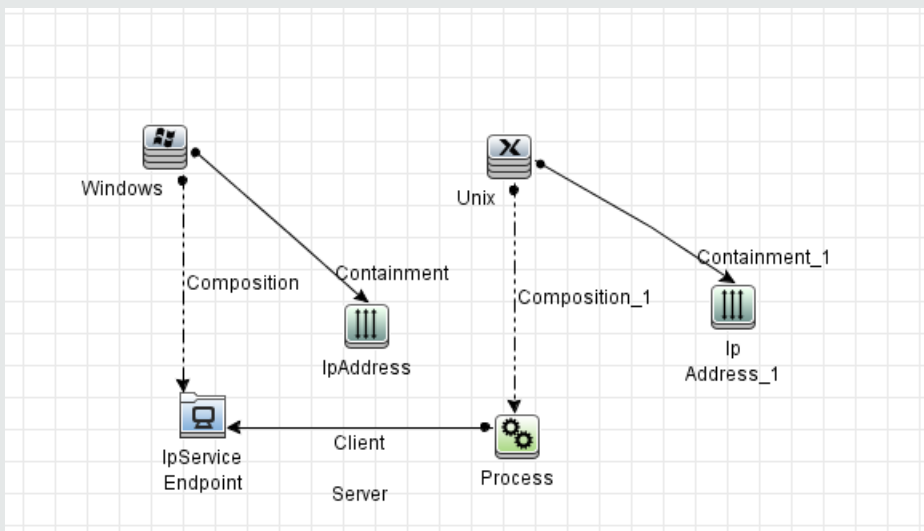 Windows
Unix
Containment_1
Containment
Composition
Composition_1
Ip
Address_1
IpAddress
Client
IpService
Endpoint
Process
Server